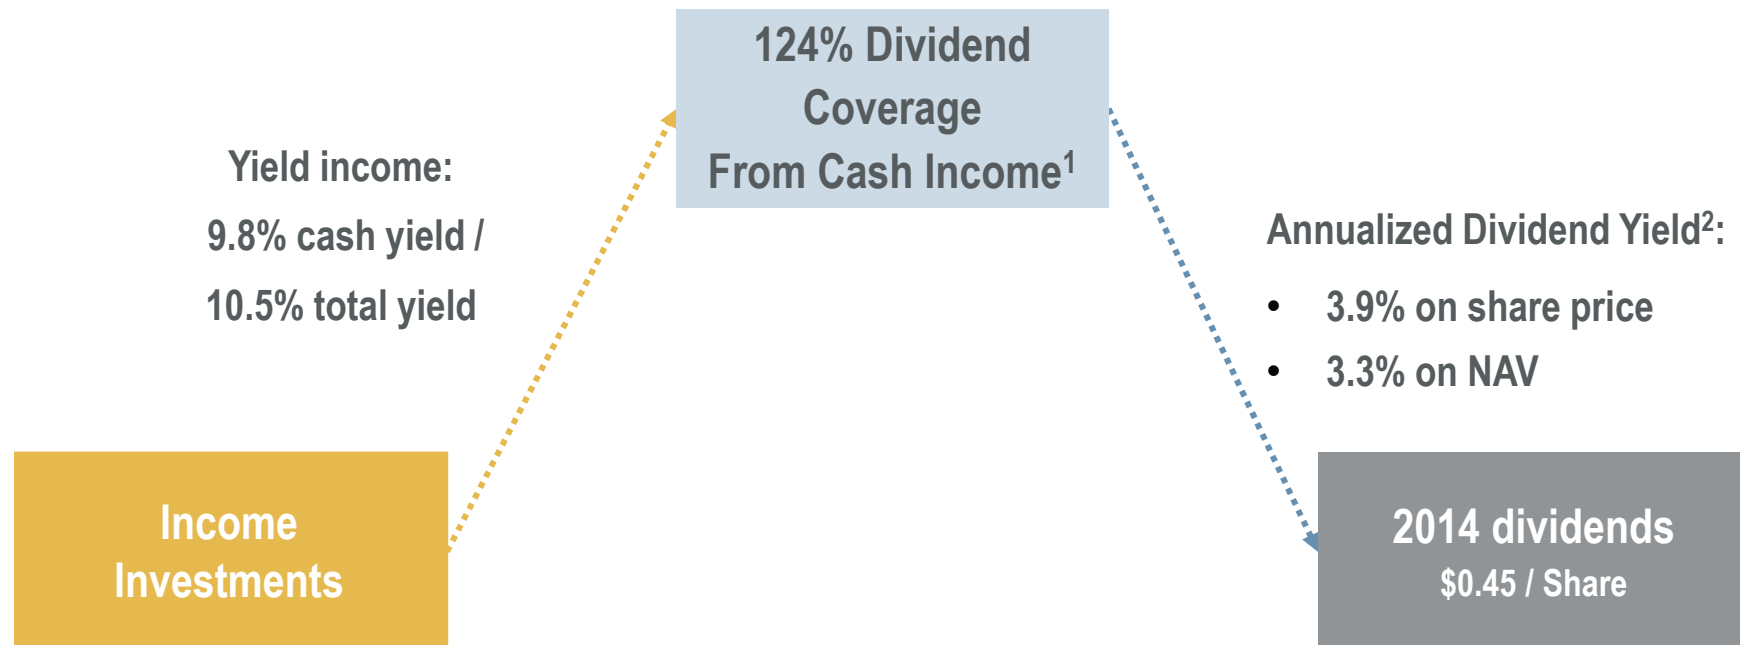 124% Dividend
Coverage
From Cash Income¹
Yield income:
9.8% cash yield /
10.5% total yield
Annualized Dividend Yield²:
• 3.9% on share price
• 3.3% on NAV
Income
Investments
2014 dividends
$0.45 / Share